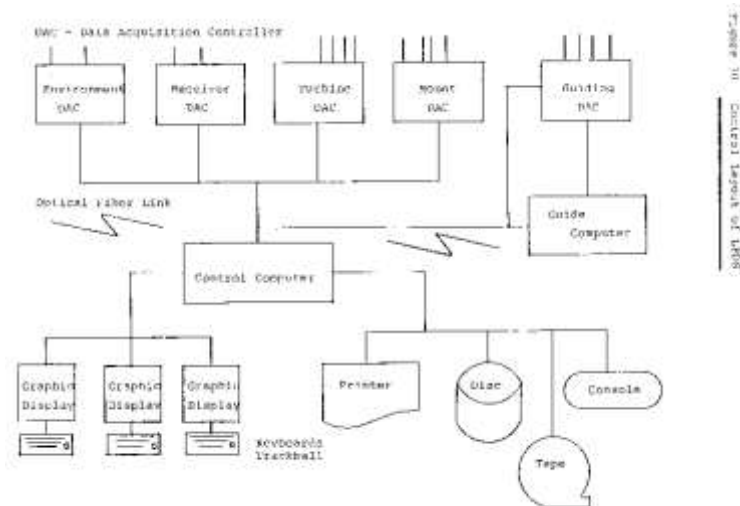 DAC - Data Acquisition Controller
Environment
DAC
Receiver
DAC
Turbine
DAC
Mount
DAC
Guiding
DAC
Optical Fiber Link
Guide
Computer
Control Computer
Graphic
Display
Graphic
Display
Graphic
Display
Printer
Disc
Console
Keyboards
Trackball
Tape
Control layout of